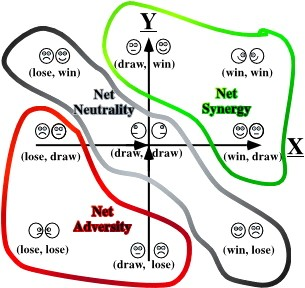 Y
(lose, win)
(draw, win)
(win, win)
Net
Neutrality
Net
Synergy
X
(lose, draw)
(draw, draw)
(win, draw)
Net
Adversity
(lose, lose)
(draw, lose)
(win, lose)